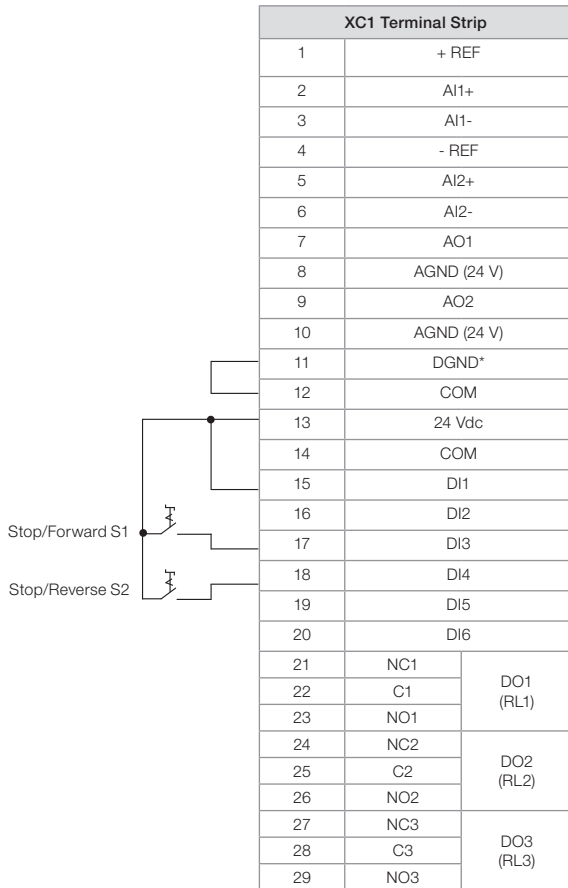 XC1 Terminal Strip
1 + REF
2 AI1+
3 AI1-
4 - REF
5 AI2+
6 AI2-
7 AO1
8 AGND (24 V)
9 AO2
10 AGND (24 V)
11 DGND*
12 COM
13 24 Vdc
14 COM
15 DI1
16 DI2
Stop/Forward S1
17 DI3
18 DI4
Stop/Reverse S2
19 DI5
20 DI6
21 NC1
22 C1
23 NO1
DO1
(RL1)
24 NC2
25 C2
26 NO2
DO2
(RL2)
27 NC3
28 C3
29 NO3
DO3
(RL3)